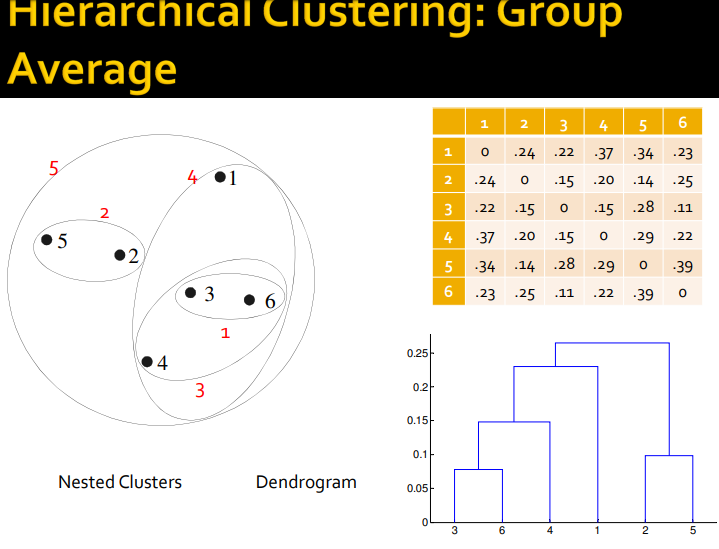 Hierarchical Clustering: Group
Average
5
4
1
2
5
2
3
6
1
4
3
Nested Clusters
Dendrogram
1 2 3 4 5 6
1 0 .24 .22 .37 .34 .23
2 .24 0 .15 .20 .14 .25
3 .22 .15 0 .15 .28 .11
4 .37 .20 .15 0 .29 .22
5 .34 .14 .28 .29 0 .39
6 .23 .25 .11 .22 .39 0
0.25
0.2
0.15
0.1
0.05
0
3 6 4 1 2 5